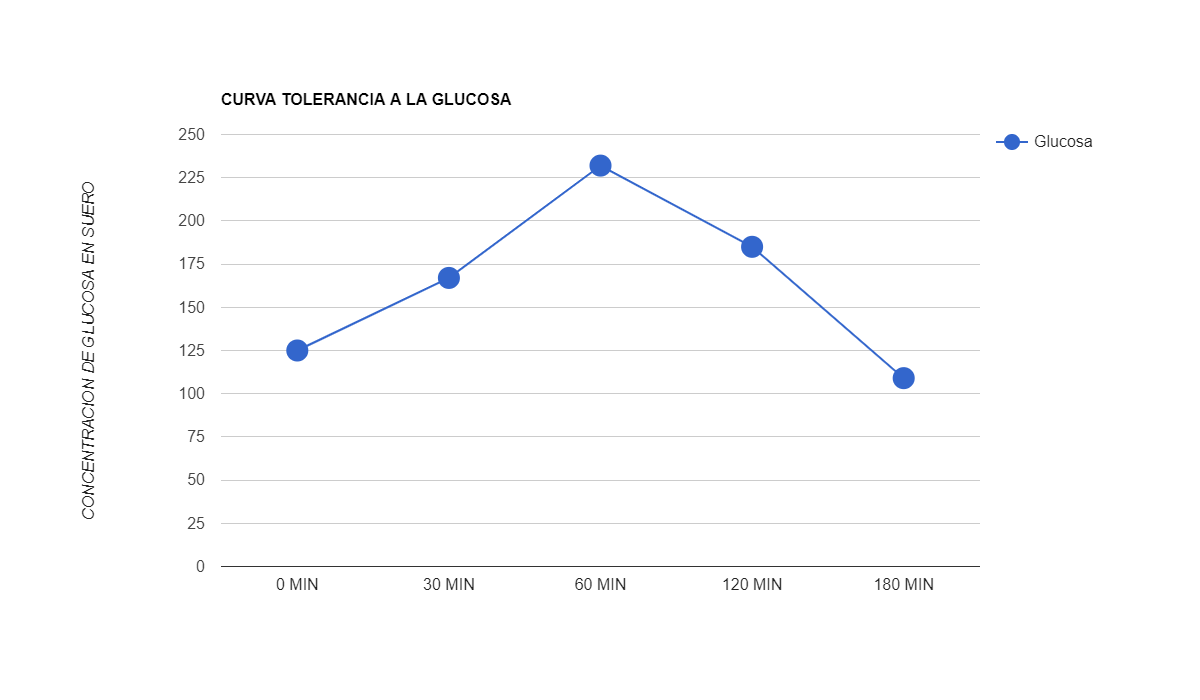 CURVA TOLERANCIA A LA GLUCOSA
Glucosa
CONCENTRACION DE GLUCOSA EN SUERO
250
225
200
175
150
125
100
75
50
25
0
0 MIN
30 MIN
60 MIN
120 MIN
180 MIN